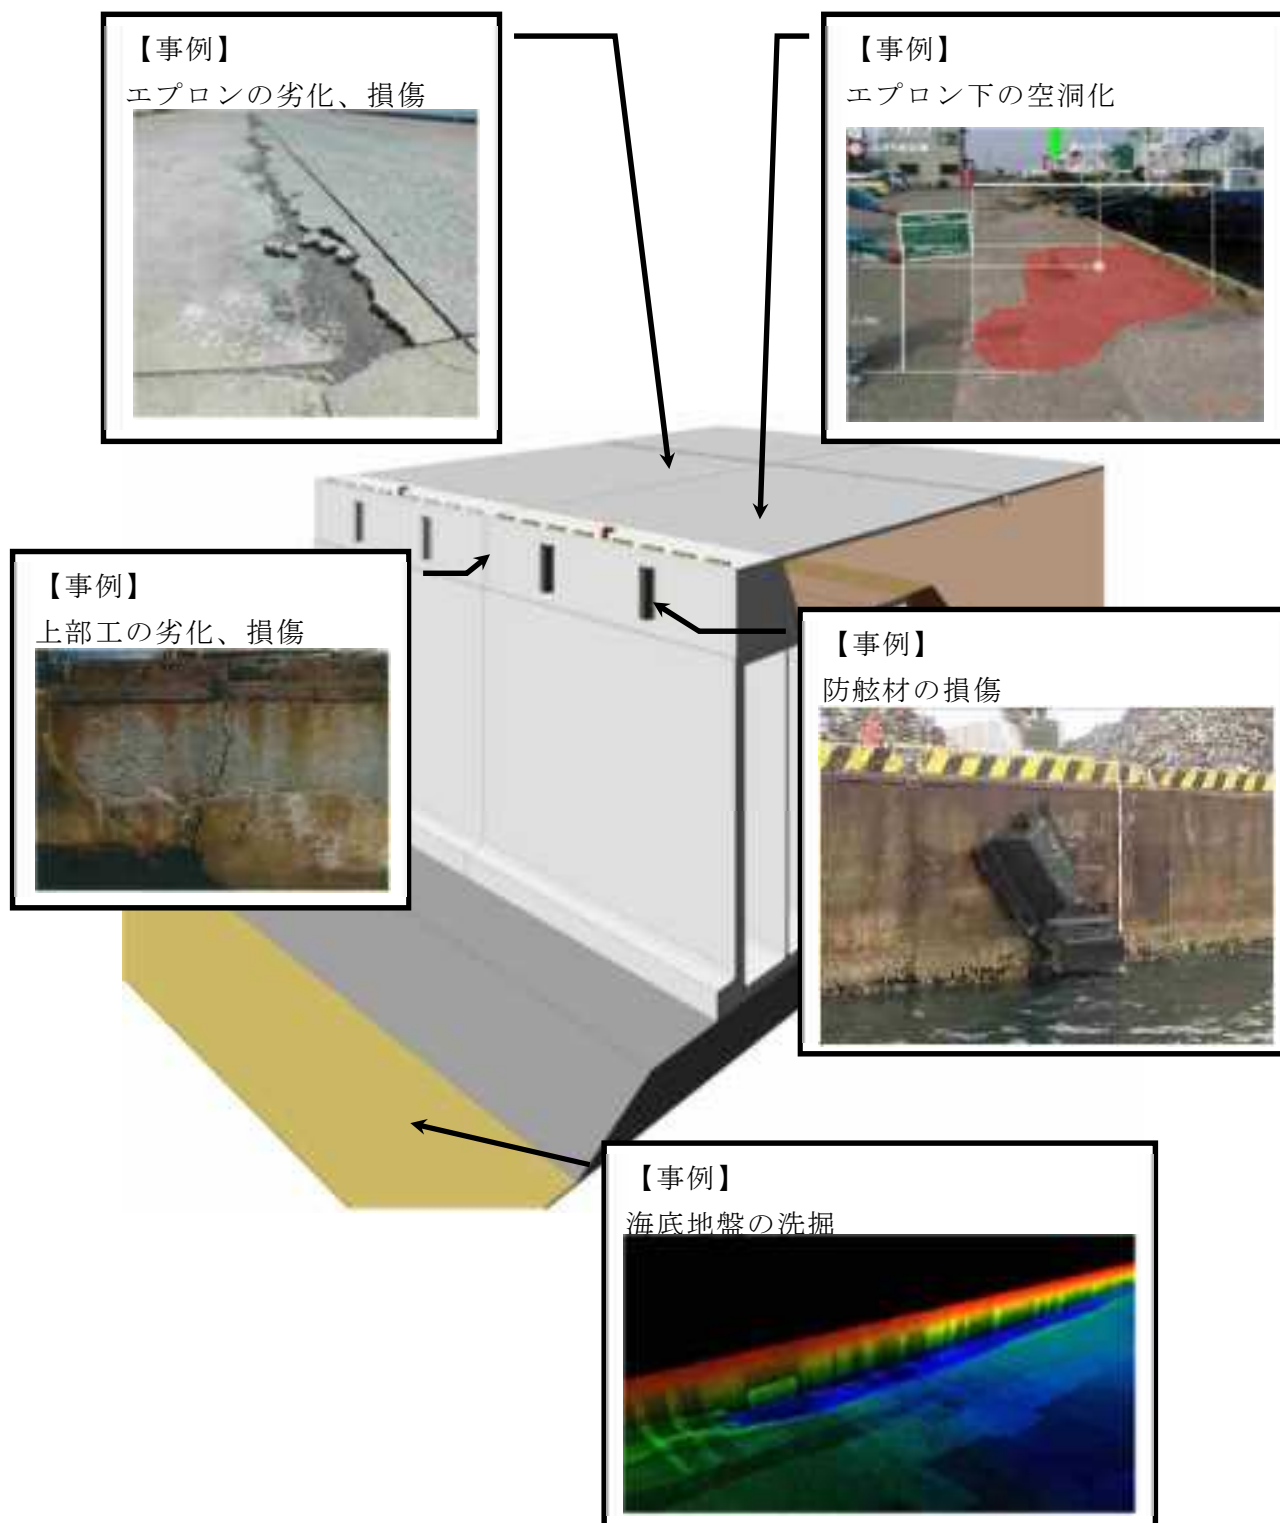 【事例】
エプロンの劣化、損傷
【事例】
エプロン下の空洞化
【事例】
上部工の劣化、損傷
【事例】
防舷材の損傷
【事例】
海底地盤の洗掘